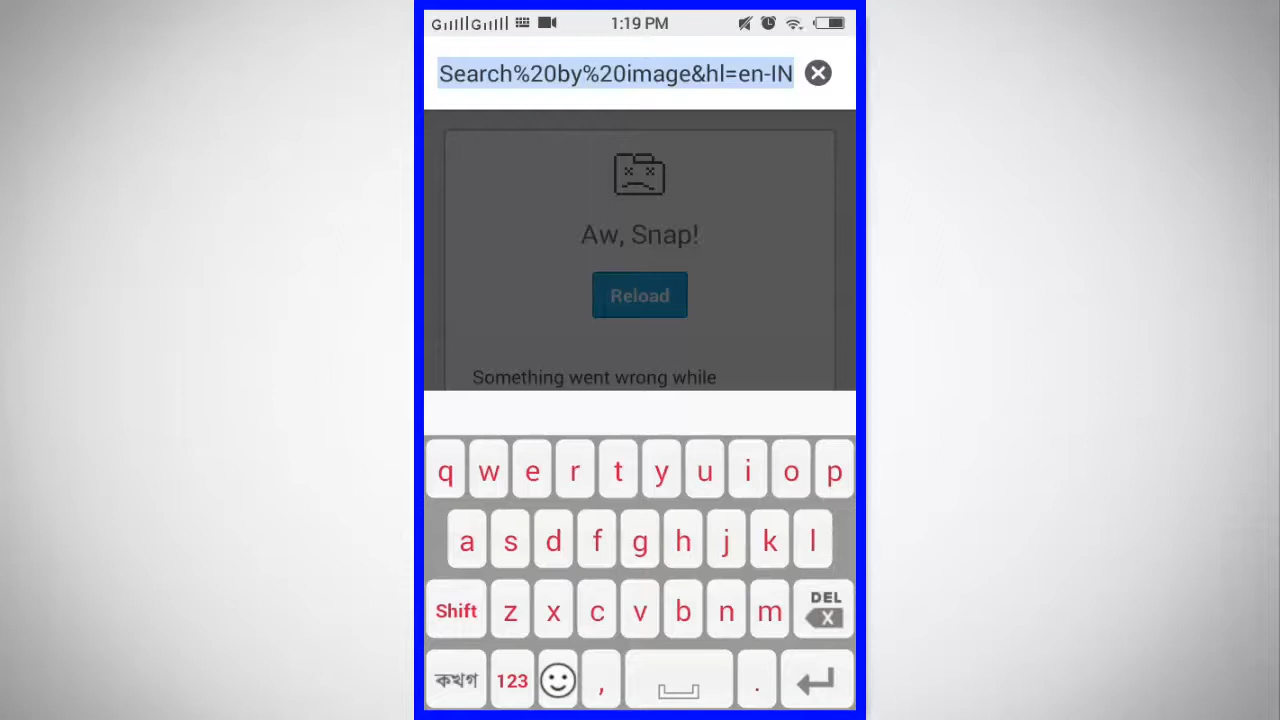 G G 1:19 PM
Search%20by%20image&hl=en-IN
Aw, Snap!
Reload
Something went wrong while
q w e r t y u i o p
a s d f g h j k l
Shift z x c v b n m DEL X
কখগ 123 , .